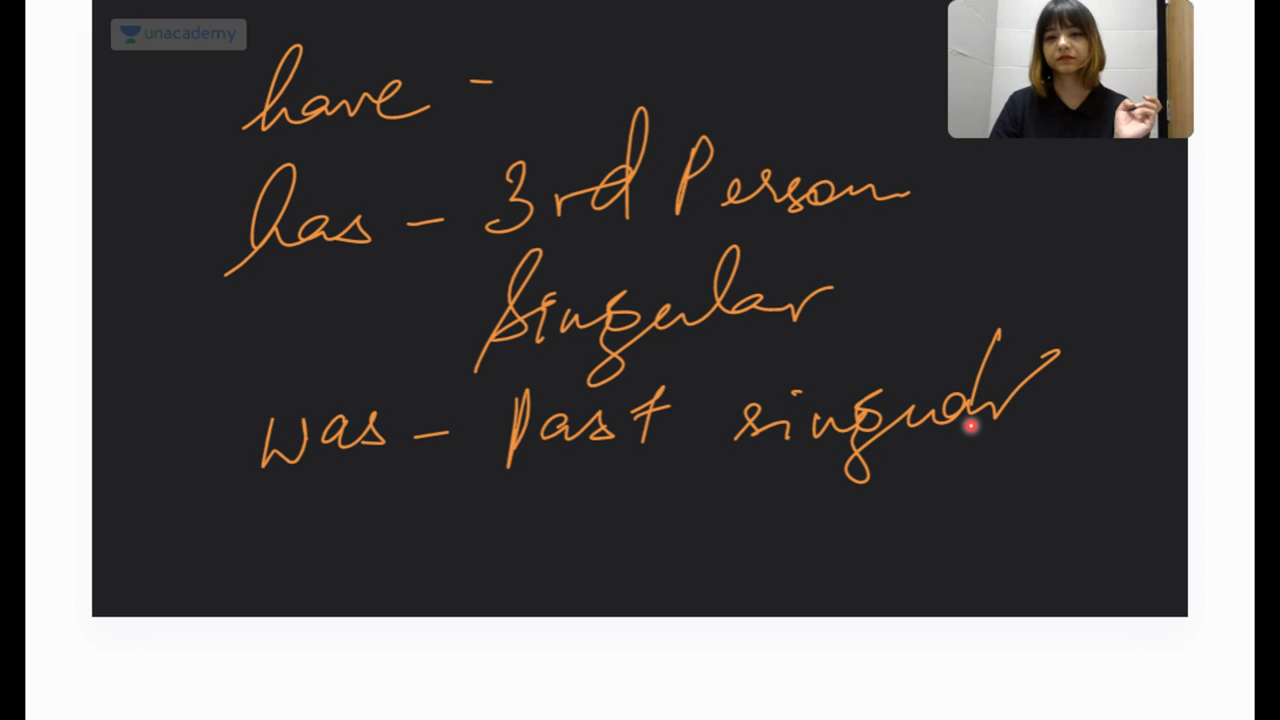 unacademy
have -
has - 3rd Person
Singular
was - Past singular